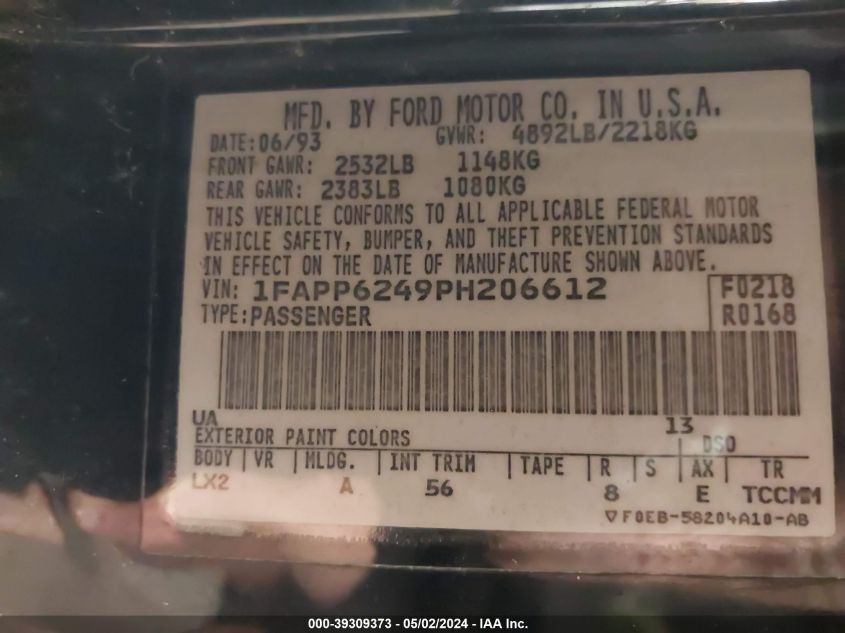 MFD. BY FORD MOTOR CO. IN U.S.A.
DATE: 06/93 GVWR: 4892LB/2218KG
FRONT GAWR: 2532LB 1148KG
REAR GAWR: 2383LB 1080KG
THIS VEHICLE CONFORMS TO ALL APPLICABLE FEDERAL MOTOR
VEHICLE SAFETY, BUMPER, AND THEFT PREVENTION STANDARDS
IN EFFECT ON THE DATE OF MANUFACTURE SHOWN ABOVE.
VIN: 1FAPP6249PH206612 F0218
TYPE: PASSENGER R0168
UA 13
EXTERIOR PAINT COLORS DSO
BODY VR MLDG. INT TRIM TAPE R S AX TR
LX2 A 56 8 E TCCMM
▽F0EB-58204A10-AB
000-39309373 - 05/02/2024 - IAA Inc.